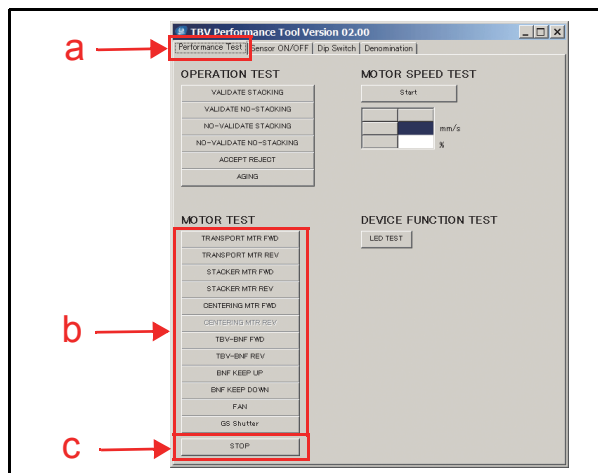 TBV Performance Tool Version 02.00
a
Performance Test Sensor ON/OFF Dip Switch Denomination
OPERATION TEST
VALIDATE STACKING
VALIDATE NO-STACKING
NO-VALIDATE STACKING
NO-VALIDATE NO-STACKING
ACCEPT REJECT
AGING
MOTOR SPEED TEST
Start
mm/s
%
MOTOR TEST
TRANSPORT MTR FWD
TRANSPORT MTR REV
STACKER MTR FWD
STACKER MTR REV
CENTERING MTR FWD
CENTERING MTR REV
b
TBV-BNF FWD
TBV-BNF REV
BNF KEEP UP
BNF KEEP DOWN
FAN
GS Shutter
c
STOP
DEVICE FUNCTION TEST
LED TEST